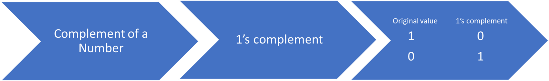 Complement of a
Number
1's complement
Original value 1's complement
1 0
0 1